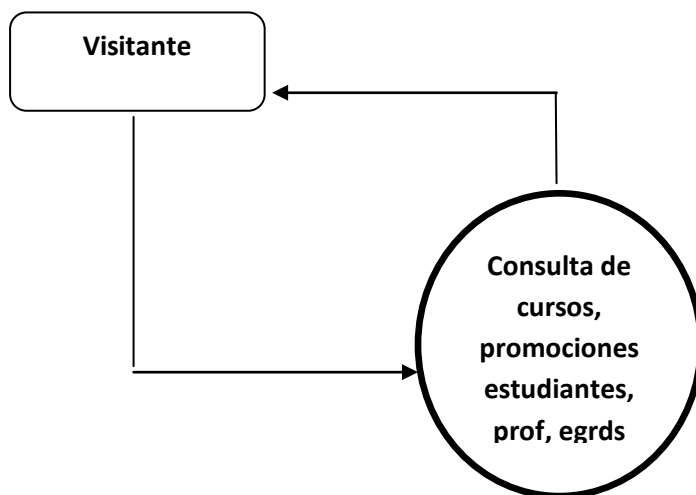 Visitante
Consulta de
cursos,
promociones
estudiantes,
prof, egrds